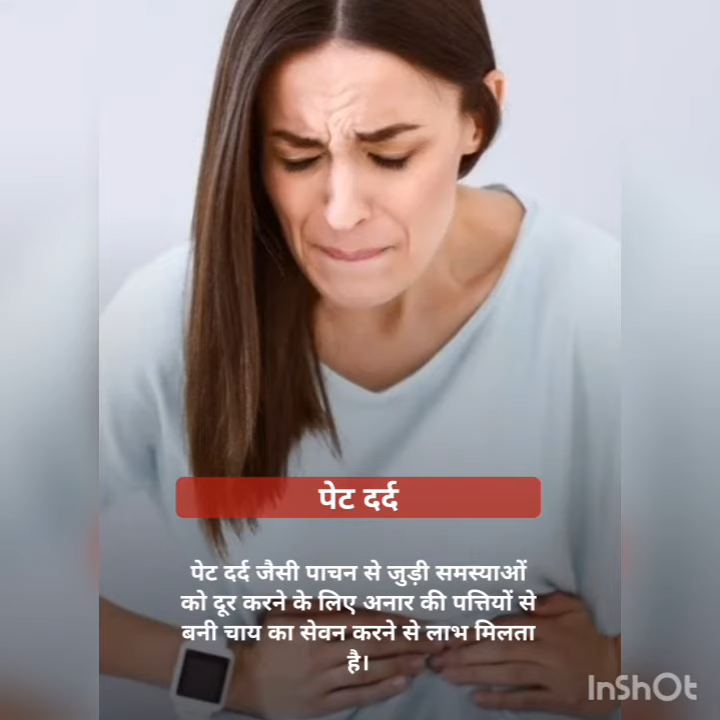 पेट दर्द
पेट दर्द जैसी पाचन से जुड़ी समस्याओं
को दूर करने के लिए अनार की पत्तियों से
बनी चाय का सेवन करने से लाभ मिलता
है।
InShOt